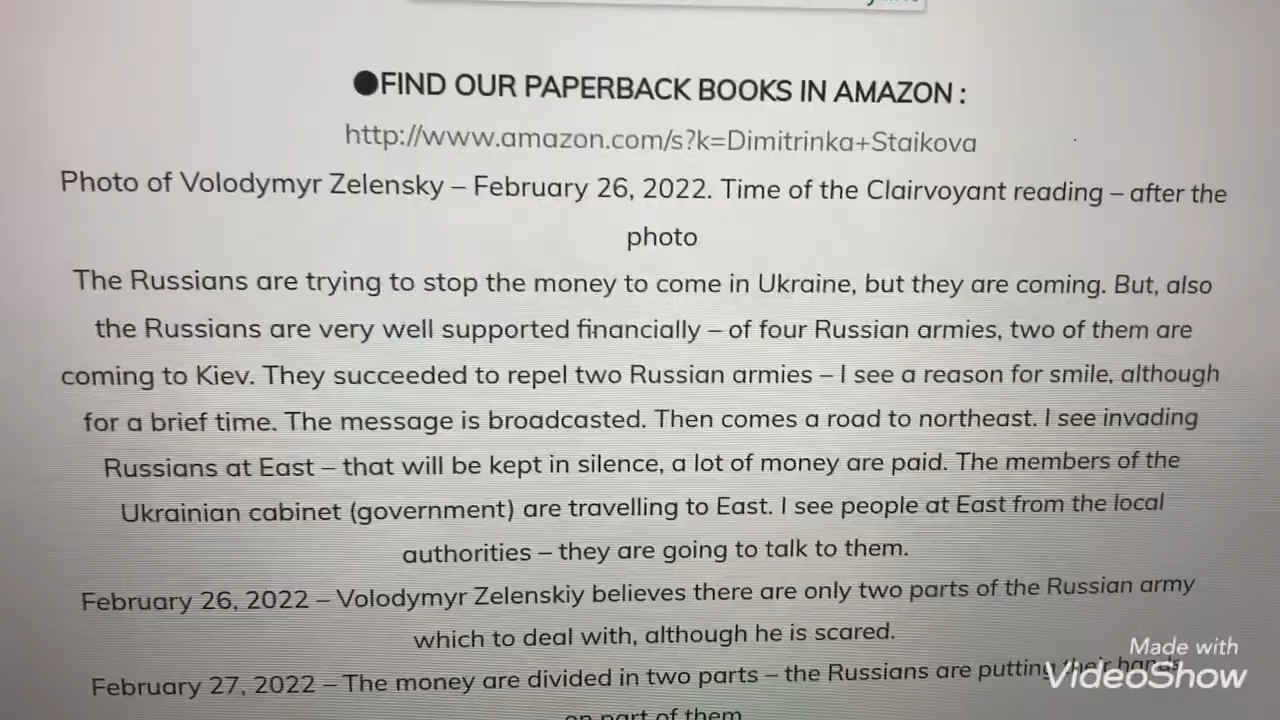 ●FIND OUR PAPERBACK BOOKS IN AMAZON :
http://www.amazon.com/s?k=Dimitrinka+Staikova
Photo of Volodymyr Zelensky – February 26, 2022. Time of the Clairvoyant reading – after the
photo
The Russians are trying to stop the money to come in Ukraine, but they are coming. But, also
the Russians are very well supported financially – of four Russian armies, two of them are
coming to Kiev. They succeeded to repel two Russian armies – I see a reason for smile, although
for a brief time. The message is broadcasted. Then comes a road to northeast. I see invading
Russians at East – that will be kept in silence, a lot of money are paid. The members of the
Ukrainian cabinet (government) are travelling to East. I see people at East from the local
authorities – they are going to talk to them.
February 26, 2022 – Volodymyr Zelenskiy believes there are only two parts of the Russian army
which to deal with, although he is scared.
February 27, 2022 – The money are divided in two parts – the Russians are putting their hands
on part of them
Made with
VideoShow